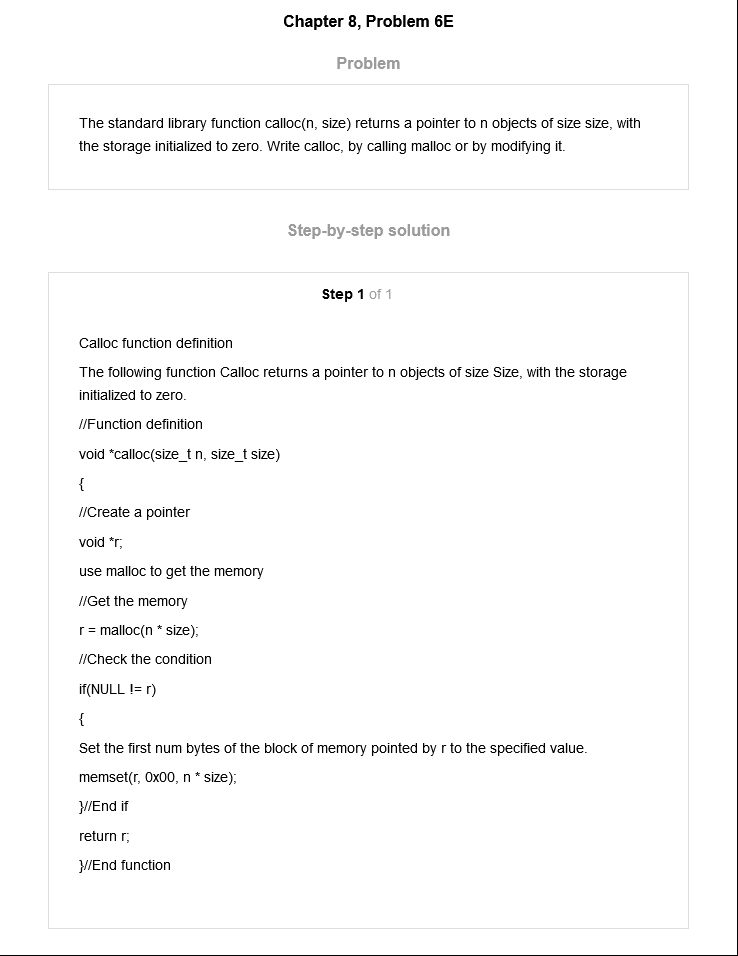 Chapter 8, Problem 6E
Problem
The standard library function calloc(n, size) returns a pointer to n objects of size size, with
the storage initialized to zero. Write calloc, by calling malloc or by modifying it.
Step-by-step solution
Step 1 of 1
Calloc function definition
The following function Calloc returns a pointer to n objects of size Size, with the storage
initialized to zero.
//Function definition
void *calloc(size_t n, size_t size)
{
//Create a pointer
void *r;
use malloc to get the memory
//Get the memory
r = malloc(n * size);
//Check the condition
if(NULL != r)
{
Set the first num bytes of the block of memory pointed by r to the specified value.
memset(r, 0x00, n * size);
}//End if
return r;
}//End function